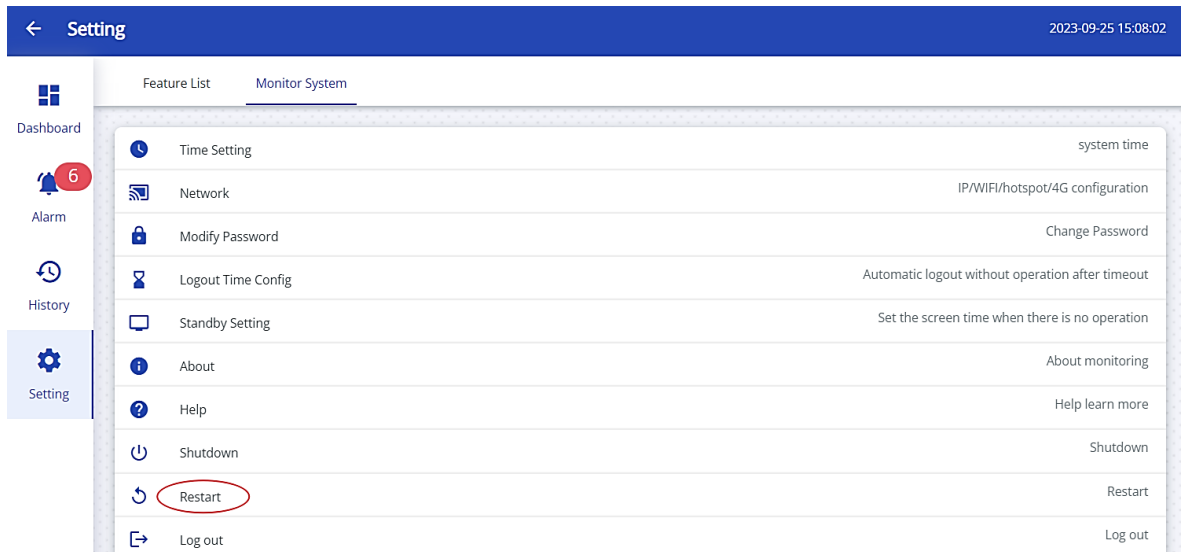 Setting
2023-09-25 15:08:02
Dashboard
6
Alarm
History
Setting
Feature List
Monitor System
Time Setting
system time
Network
IP/WIFI/hotspot/4G configuration
Modify Password
Change Password
Logout Time Config
Automatic logout without operation after timeout
Standby Setting
Set the screen time when there is no operation
About
About monitoring
Help
Help learn more
Shutdown
Shutdown
Restart
Restart
Log out
Log out